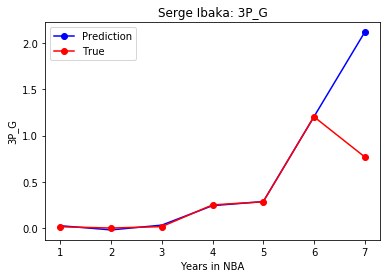 Serge Ibaka: 3P_G
Prediction
True
2.0
1.5
1.0
0.5
0.0
3P_G
1 2 3 4 5 6 7
Years in NBA